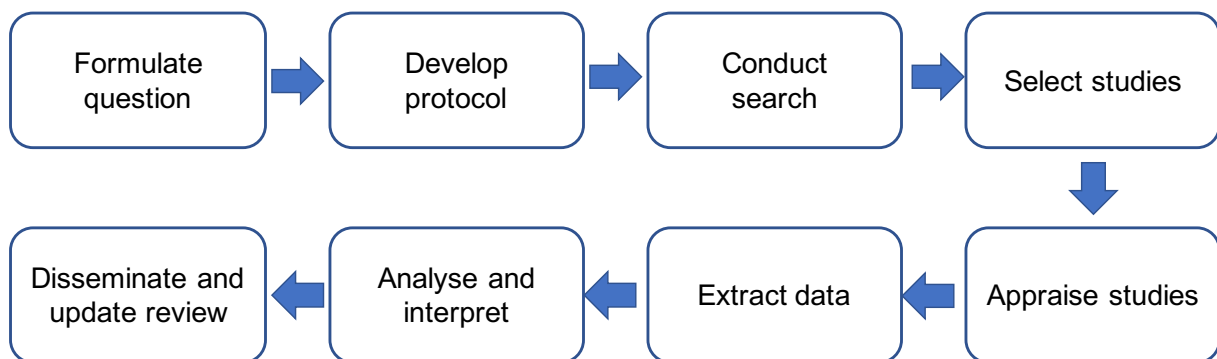 Formulate
question
Develop
protocol
Conduct
search
Select studies
Appraise studies
Extract data
Analyse and
interpret
Disseminate and
update review